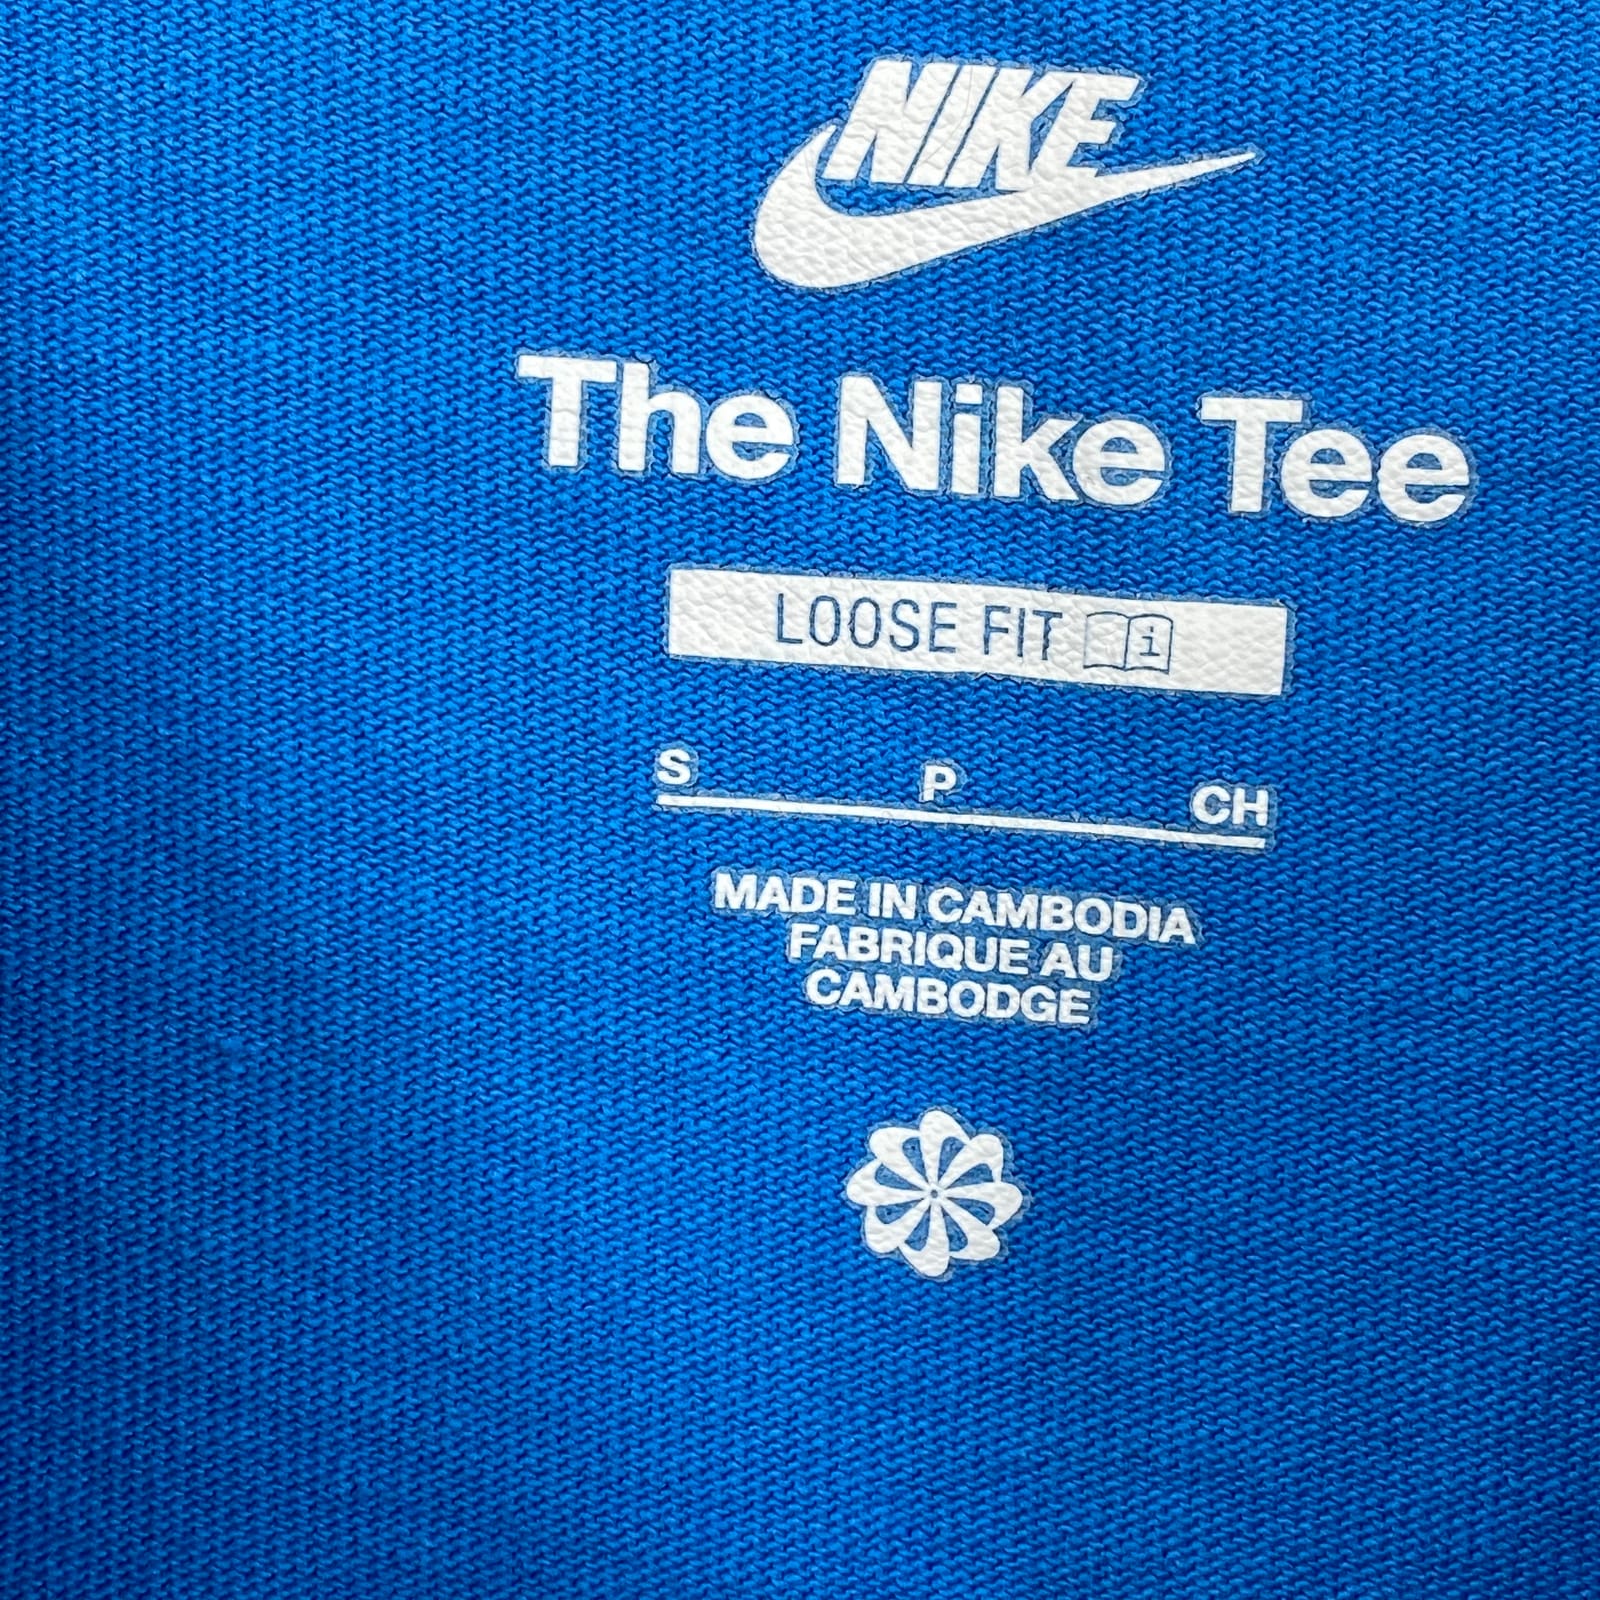 NIKE
The Nike Tee
LOOSE FIT i
S P CH
MADE IN CAMBODIA
FABRIQUE AU
CAMBODGE